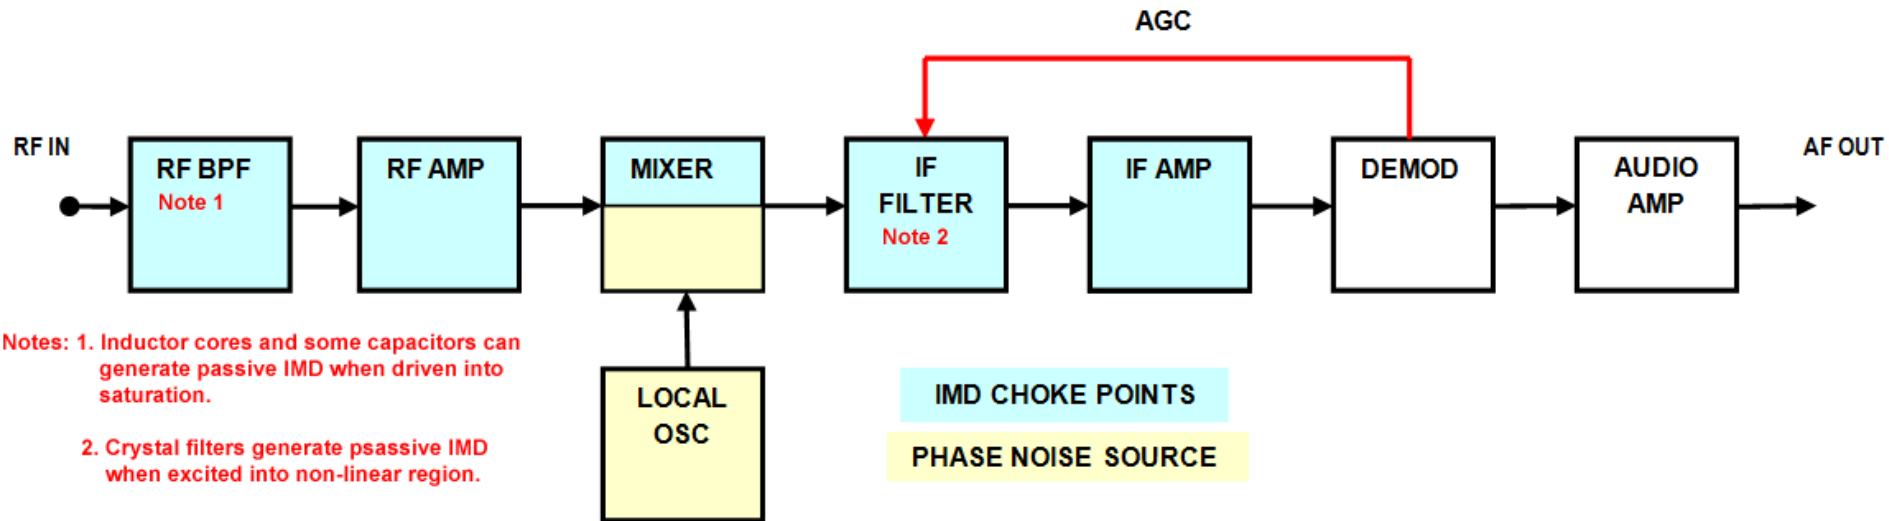 AGC
RF IN
RF BPF
Note 1
RF AMP
MIXER
IF
FILTER
Note 2
IF AMP
DEMOD
AUDIO
AMP
AF OUT
Notes: 1. Inductor cores and some capacitors can
generate passive IMD when driven into
saturation.
2. Crystal filters generate psassive IMD
when excited into non-linear region.
LOCAL
OSC
IMD CHOKE POINTS
PHASE NOISE SOURCE